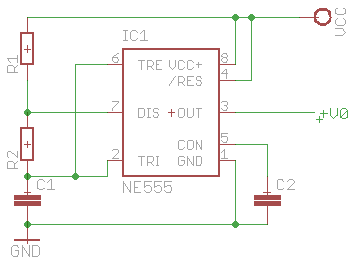 IC1
VCC
R1
6 TRE VCC+ 8
/RES 4
7 DIS +OUT 3
+V0
R2
CON 5
2 TRI GND 1
C1
NE555
C2
GND